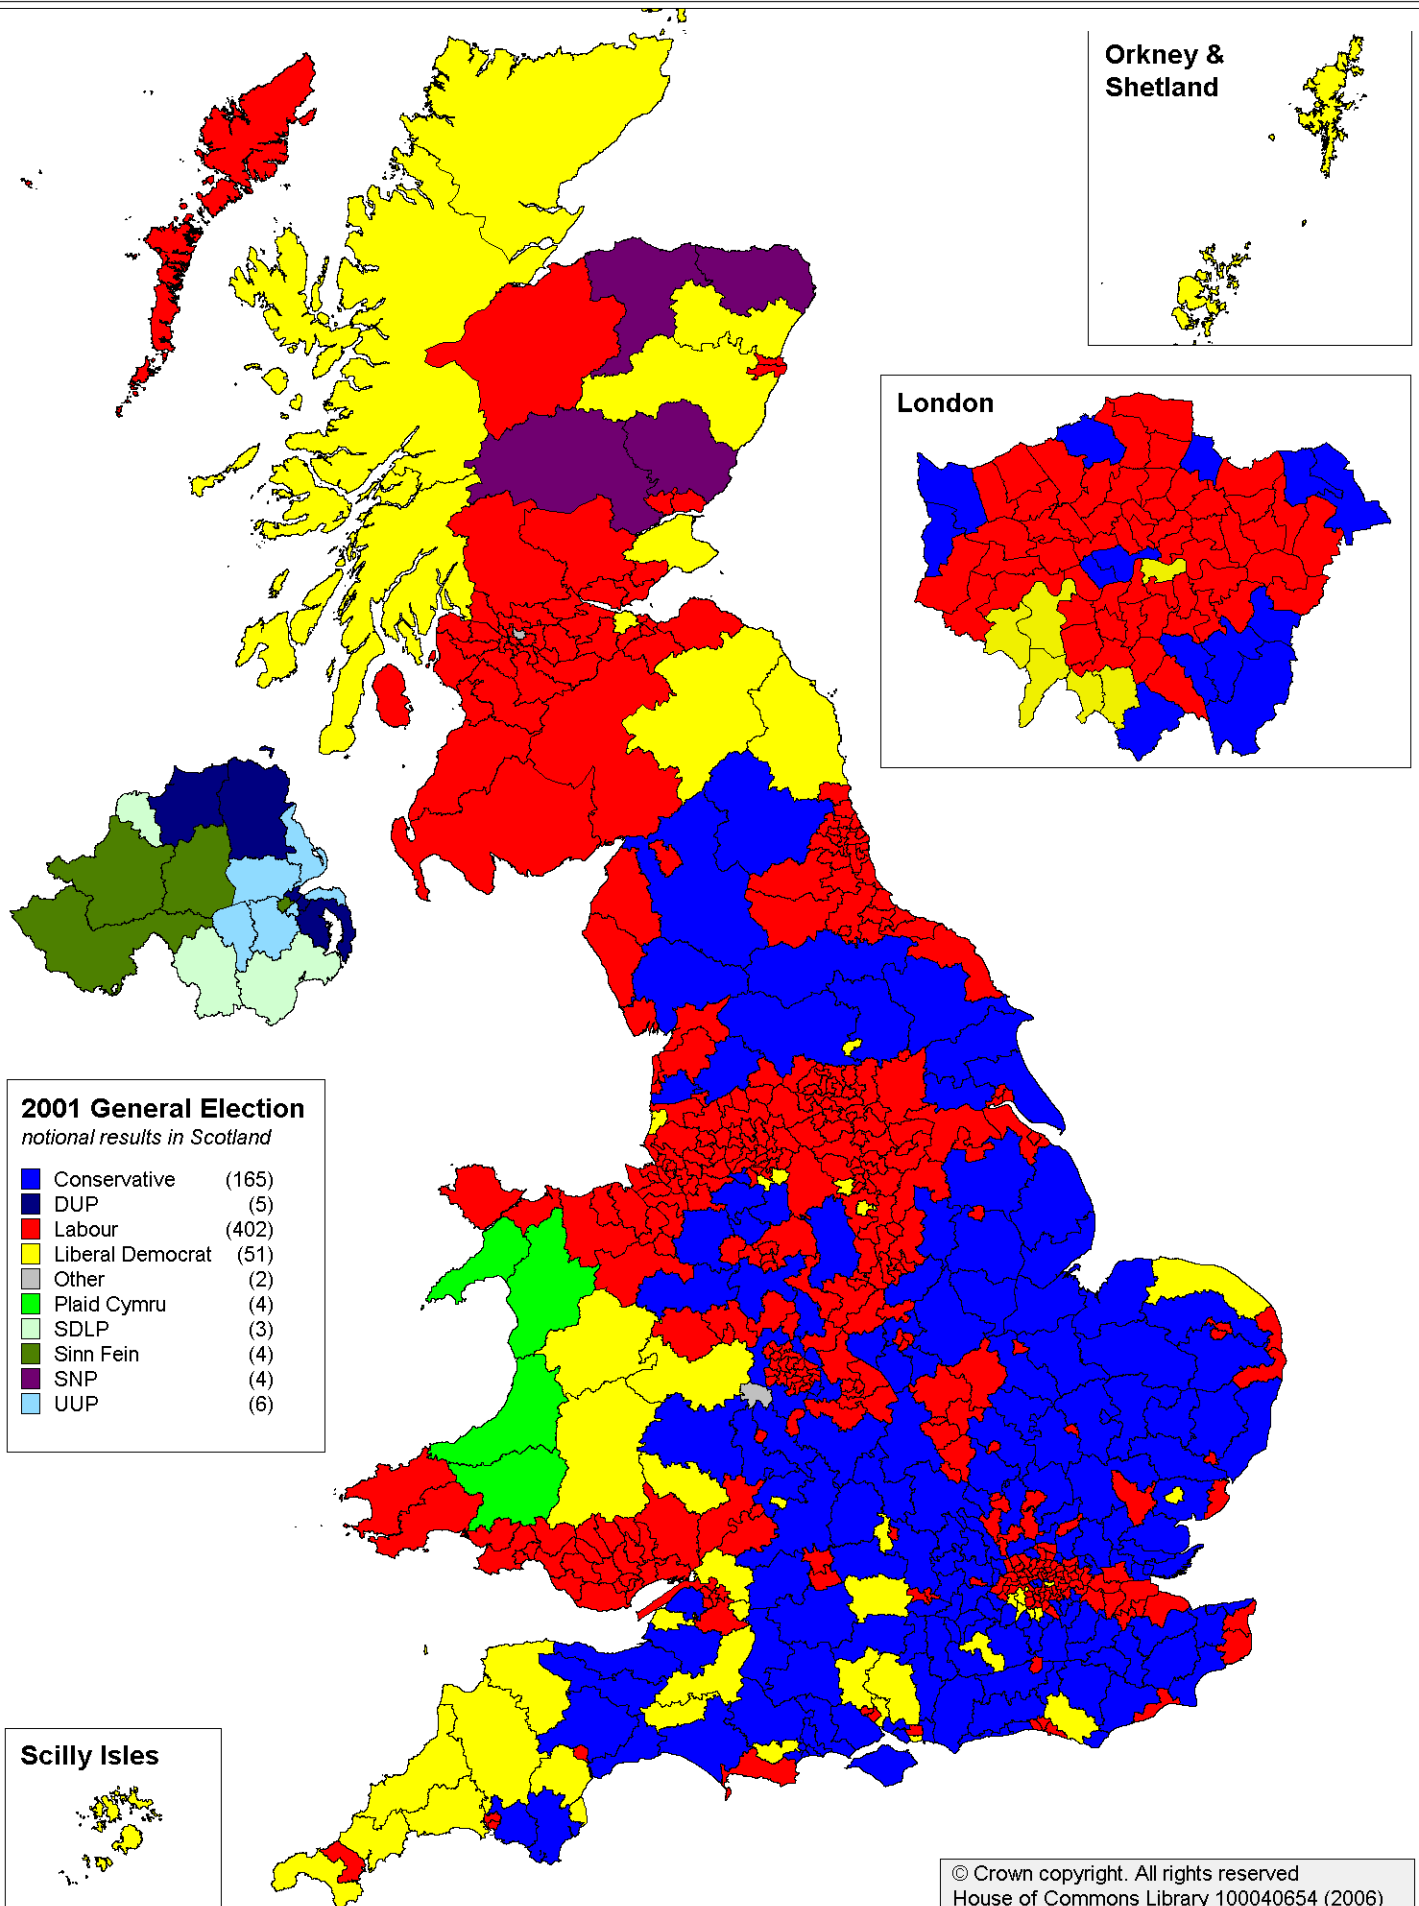 Orkney &
Shetland
London
2001 General Election
notional results in Scotland
Conservative (165)
DUP (5)
Labour (402)
Liberal Democrat (51)
Other (2)
Plaid Cymru (4)
SDLP (3)
Sinn Fein (4)
SNP (4)
UUP (6)
Scilly Isles
© Crown copyright. All rights reserved
House of Commons Library 100040654 (2006)